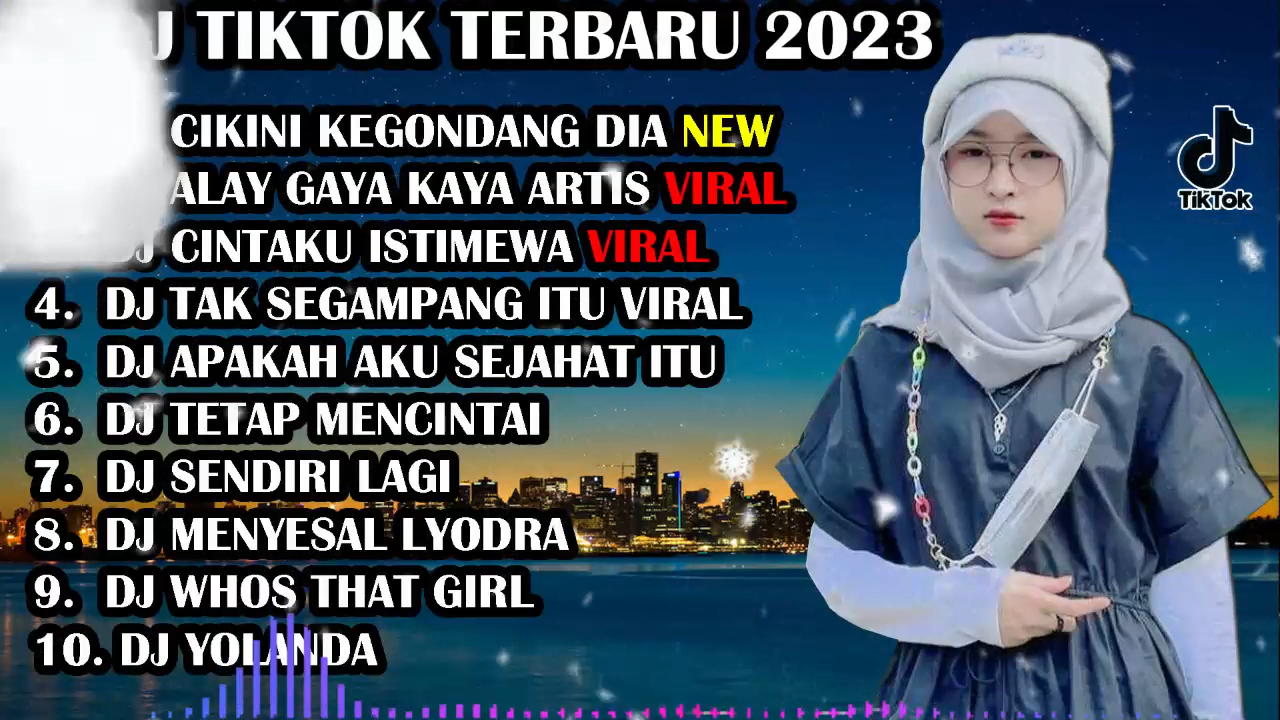 DJ TIKTOK TERBARU 2023
CIKINI KEGONDANG DIA NEW
ALAY GAYA KAYA ARTIS VIRAL
DJ CINTAKU ISTIMEWA VIRAL
4. DJ TAK SEGAMPANG ITU VIRAL
5. DJ APAKAH AKU SEJAHAT ITU
6. DJ TETAP MENCINTAI
7. DJ SENDIRI LAGI
8. DJ MENYESAL LYODRA
9. DJ WHOS THAT GIRL
10. DJ YOLANDA
TikTok